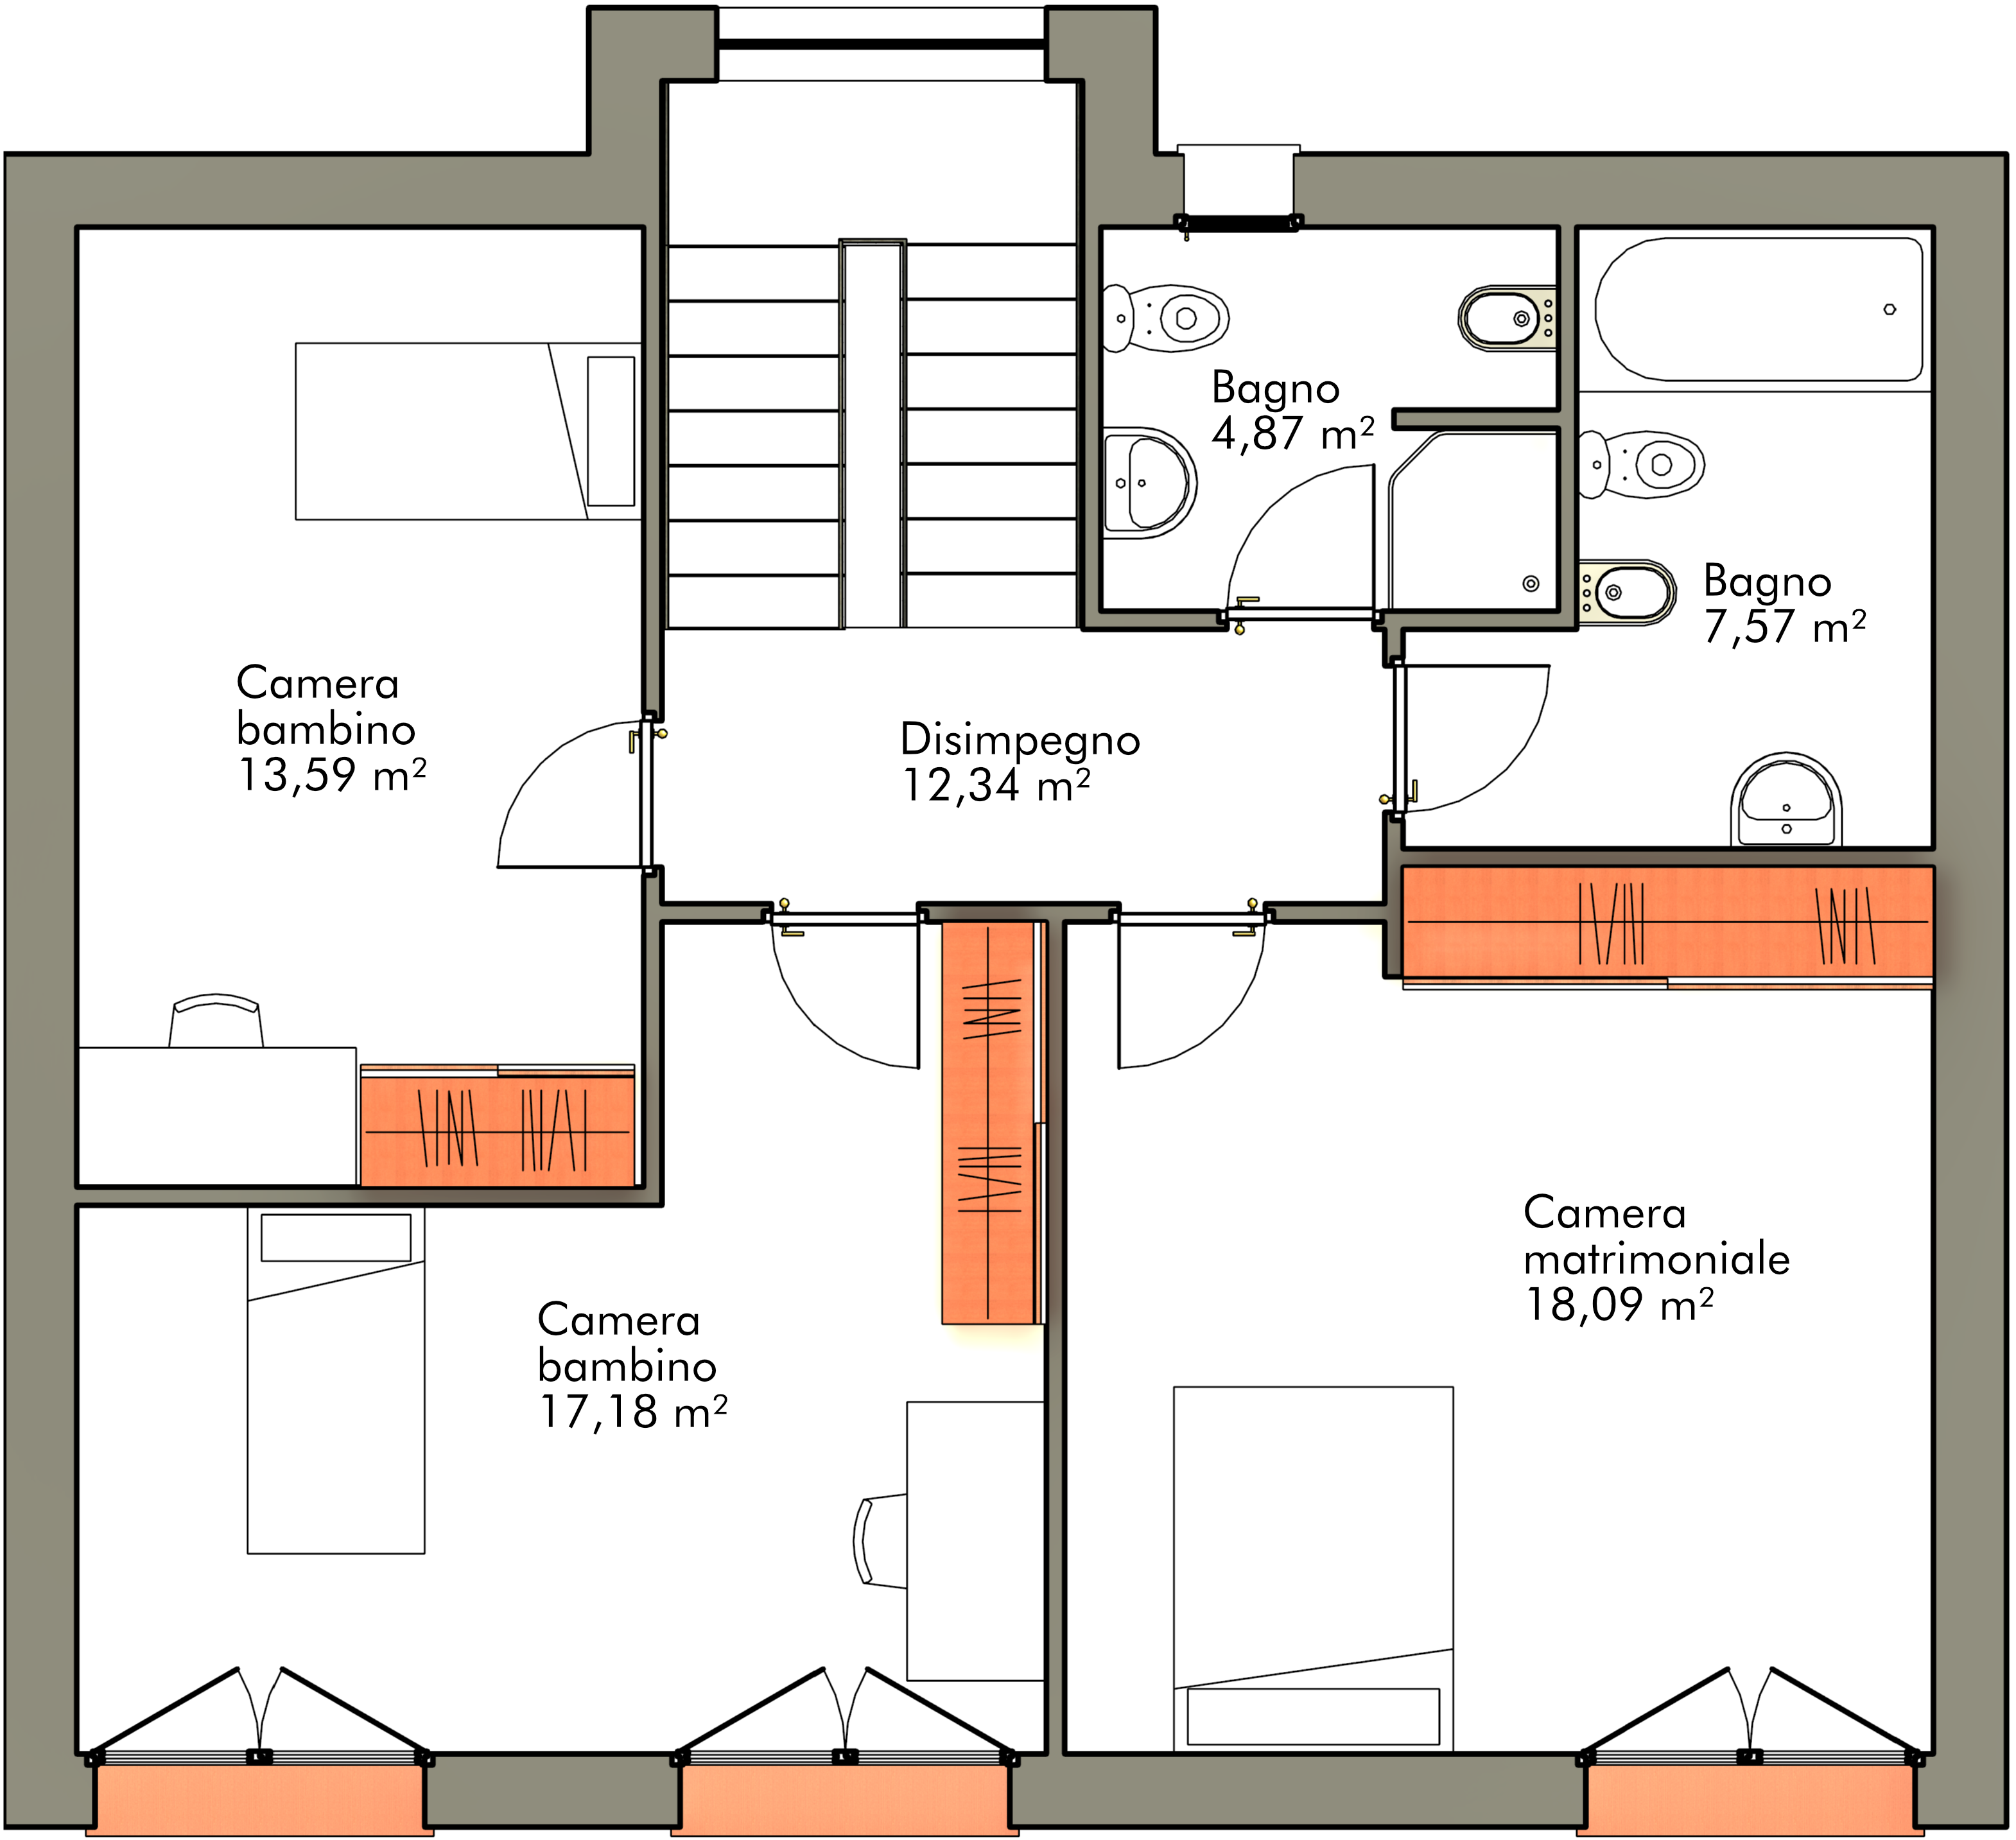 Bagno
4,87 m²
Bagno
7,57 m²
Camera
bambino
13,59 m²
Disimpegno
12,34 m²
Camera
matrimoniale
18,09 m²
Camera
bambino
17,18 m²